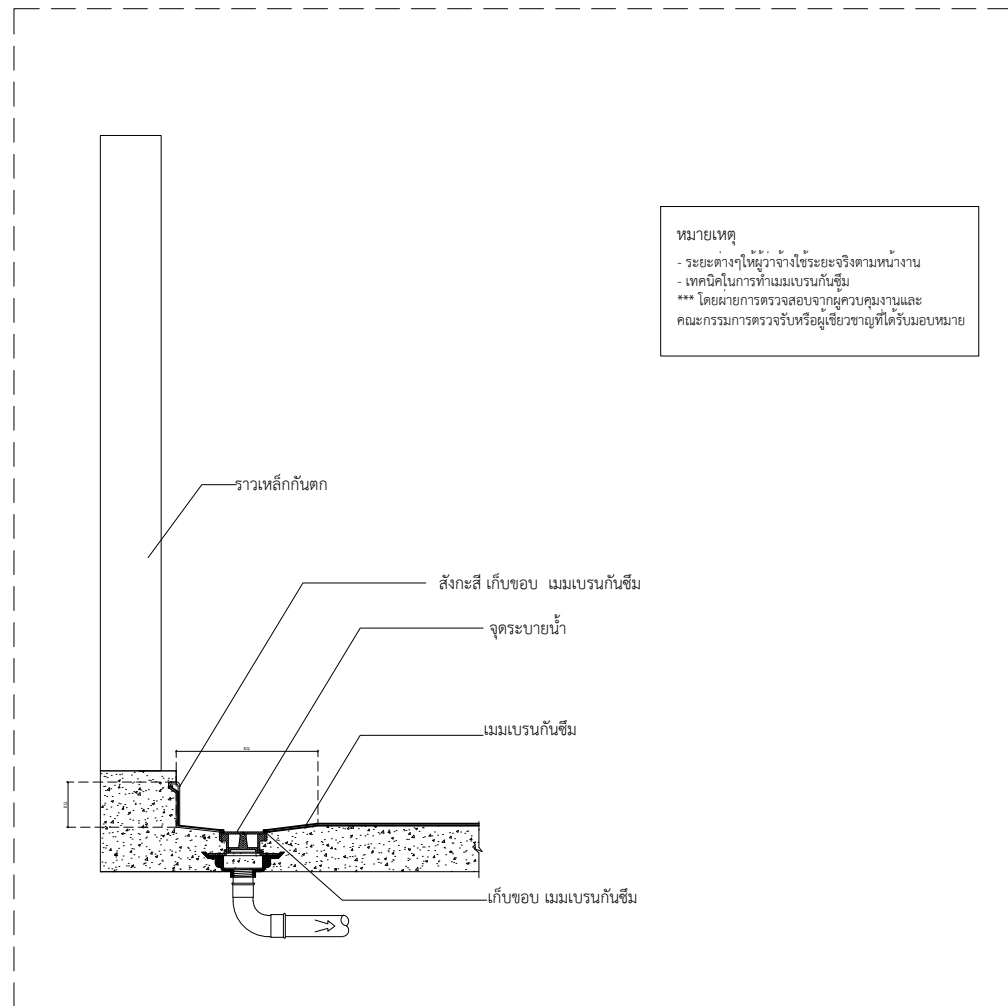 หมายเหตุ
- ระยะต่างๆให้ผู้ว่าจ้างใช้ระยะจริงตามหน้างาน
- เทคนิคในการทำเมมเบรนกันซึม
*** โดยผ่ายการตรวจสอบจากผู้ควบคุมงานและ
คณะกรรมการตรวจรับหรือผู้เชียวชาญที่ได้รับมอบหมาย
ราวเหล็กกันตก
สังกะสี เก็บขอบ เมมเบรนกันซึม
จุดระบายน้ำ
เมมเบรนกันซึม
เก็บขอบ เมมเบรนกันซึม